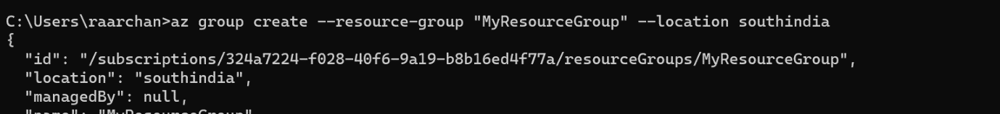 C:\Users\raarchan>az group create --resource-group "MyResourceGroup" --location southindia
{
"id": "/subscriptions/324a7224-f028-40f6-9a19-b8b16ed4f77a/resourceGroups/MyResourceGroup",
"location": "southindia",
"managedBy": null,
"name": "MyResourceGroup"